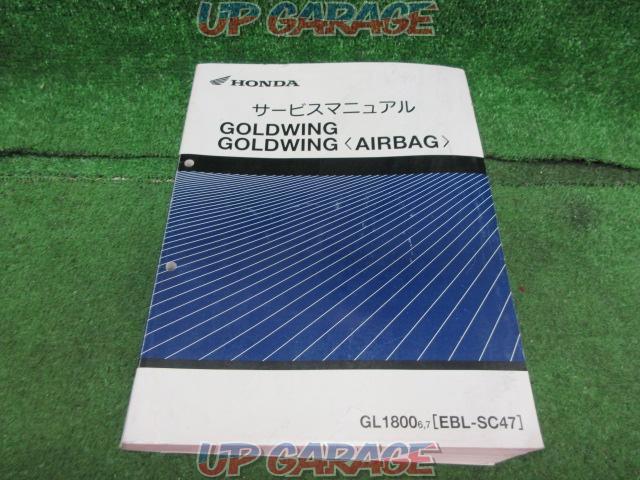 UP GARAGE
HONDA
サービスマニュアル
GOLDWING
GOLDWING〈AIRBAG〉
GL18006,7[EBL-SC47]
UP GARAGE